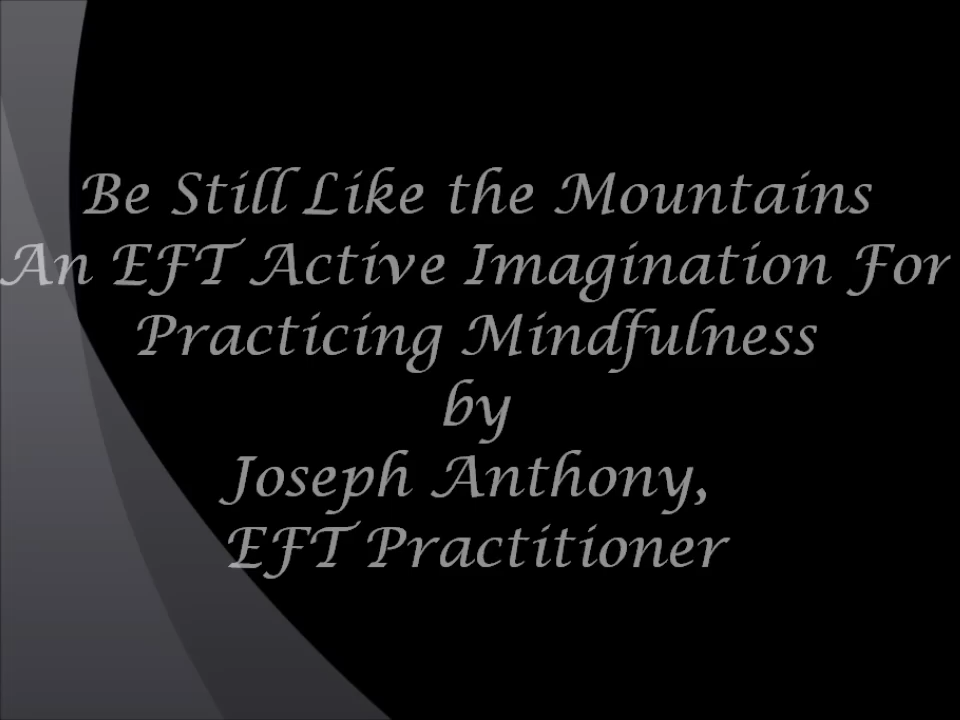 Be Still Like the Mountains
An EFT Active Imagination For
Practicing Mindfulness
by
Joseph Anthony,
EFT Practitioner